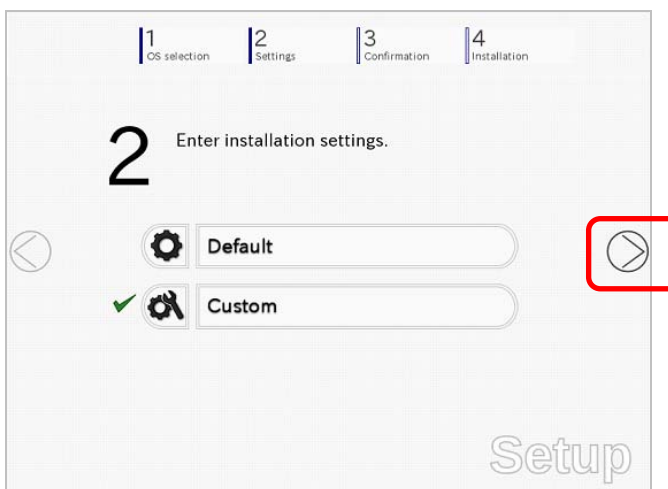 1 2 3 4
OS selection Settings Confirmation Installation
2 Enter installation settings.
Default
Custom
Setup